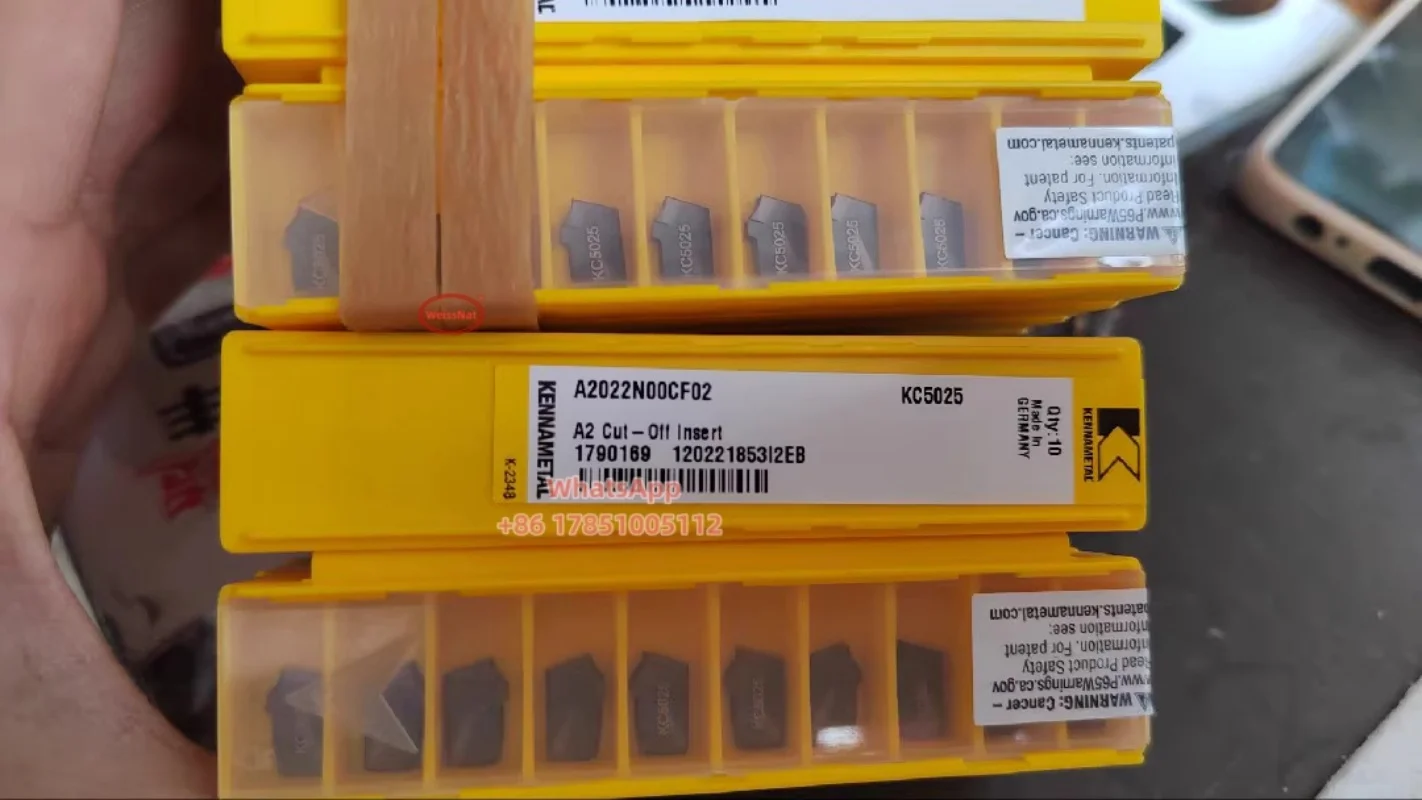 KC5025
KC5025
KC5025
KC5025
KC5025
KC5025
⚠ WARNING: Cancer –
www.P65Warnings.ca.gov
Read Product Safety
Information. For patent
information see:
patents.kennametal.com
WeissNat
KENNAMETAL
A2022N00CF02
KC5025
A2 Cut-Off Insert
1790169 120221853I2EB
K-2348
Qty: 10
Made In
GERMANY
KENNAMETAL
WhatsApp
+86 17851005112
KC5025
KC5025
⚠ WARNING: Cancer –
www.P65Warnings.ca.gov
Read Product Safety
Information. For patent
information see:
patents.kennametal.com